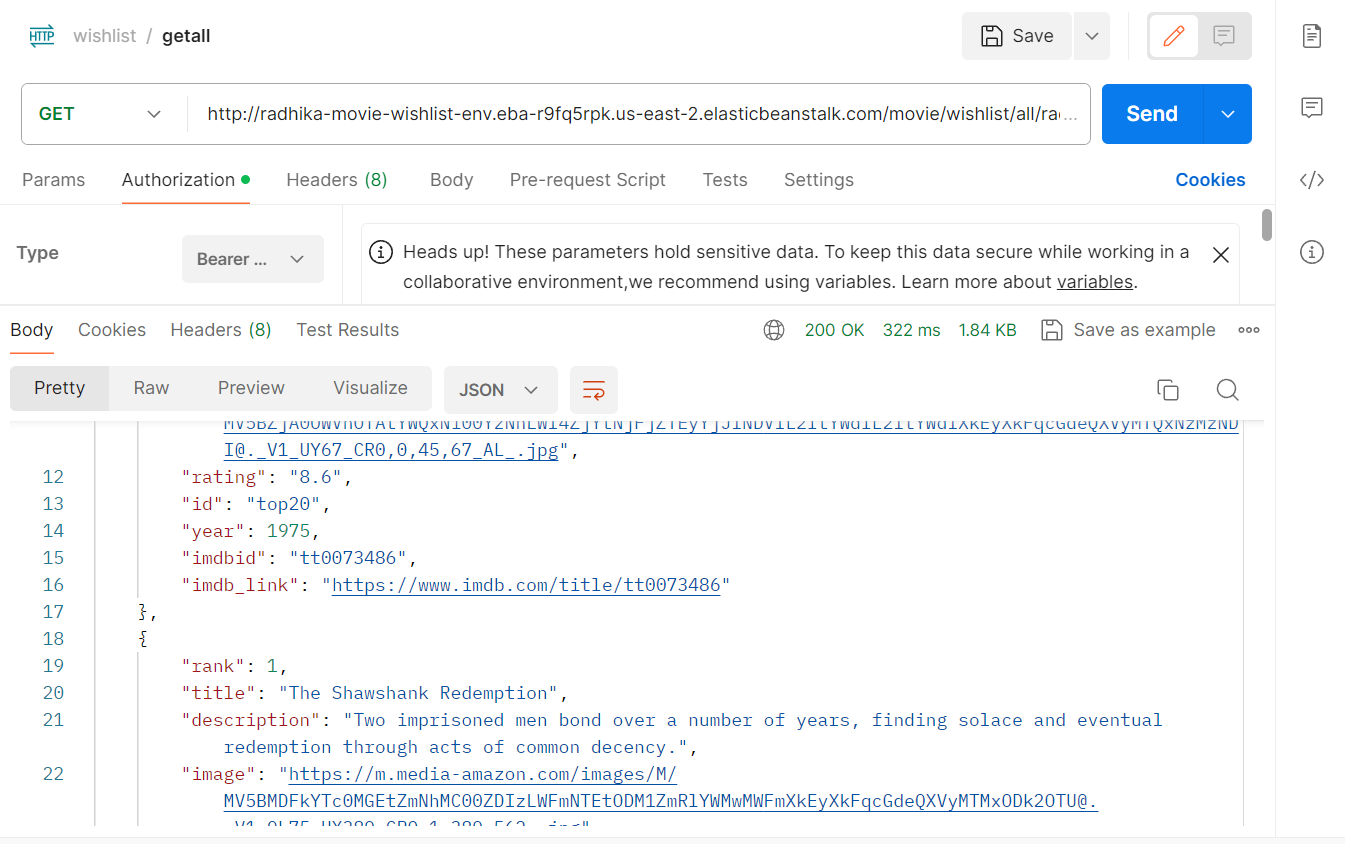 HTTP wishlist / getall Save
GET http://radhika-movie-wishlist-env.eba-r9fq5rpk.us-east-2.elasticbeanstalk.com/movie/wishlist/all/ra... Send
Params Authorization Headers (8) Body Pre-request Script Tests Settings Cookies
Type Bearer ... Heads up! These parameters hold sensitive data. To keep this data secure while working in a
collaborative environment,we recommend using variables. Learn more about variables.
Body Cookies Headers (8) Test Results 200 OK 322 ms 1.84 KB Save as example
Pretty Raw Preview Visualize JSON
I@._V1_UY67_CR0,0,45,67_AL_.jpg",
12 "rating": "8.6",
13 "id": "top20",
14 "year": 1975,
15 "imdbid": "tt0073486",
16 "imdb_link": "https://www.imdb.com/title/tt0073486"
17 },
18 {
19 "rank": 1,
20 "title": "The Shawshank Redemption",
21 "description": "Two imprisoned men bond over a number of years, finding solace and eventual
redemption through acts of common decency.",
22 "image": "https://m.media-amazon.com/images/M/
MV5BMDFkYTc0MGEtZmNhMC00ZDIzLWFmNTEtODM1ZmRlYWMwMWFmXkEyXkFqcGdeQXVyMTMxODk2OTU@.